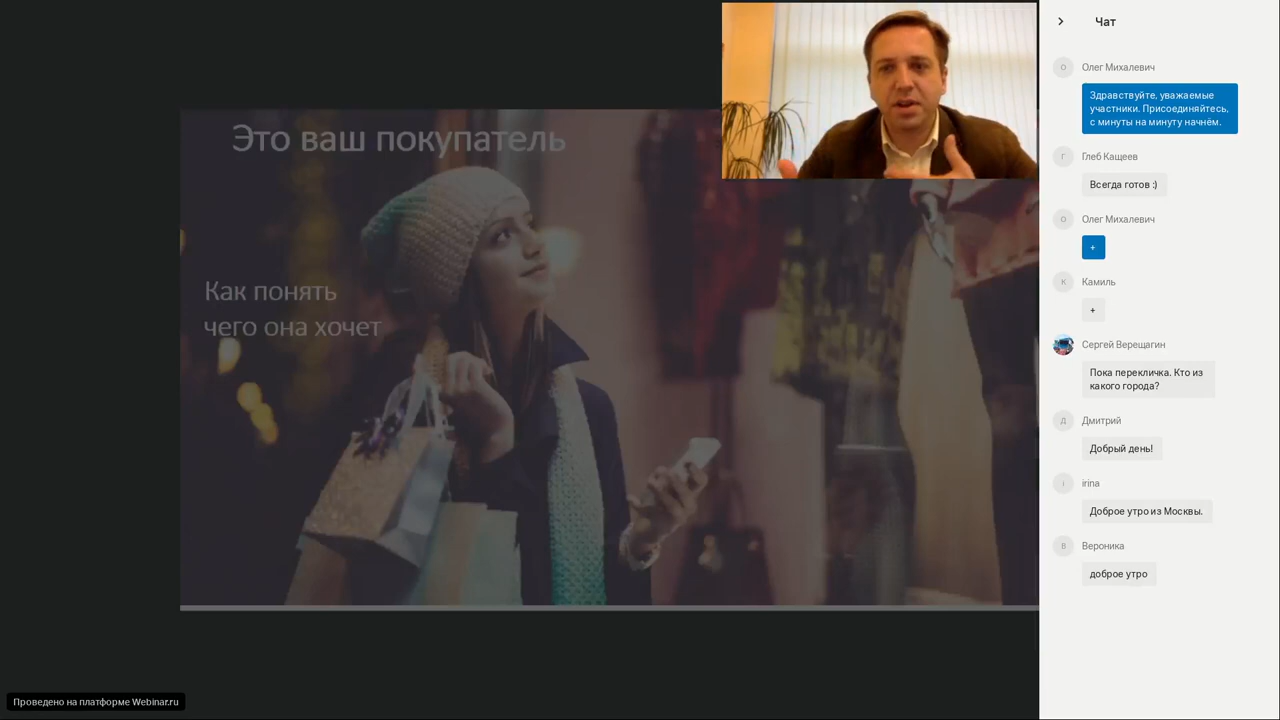 Это ваш покупатель
Как понять
чего она хочет
Проведено на платформе Webinar.ru
Чат
О
Олег Михалевич
Здравствуйте, уважаемые
участники. Присоединяйтесь,
с минуты на минуту начнём.
Г
Глеб Кащеев
Всегда готов :)
О
Олег Михалевич
+
К
Камиль
+
Сергей Верещагин
Пока перекличка. Кто из
какого города?
Д
Дмитрий
Добрый день!
I
irina
Доброе утро из Москвы.
В
Вероника
доброе утро